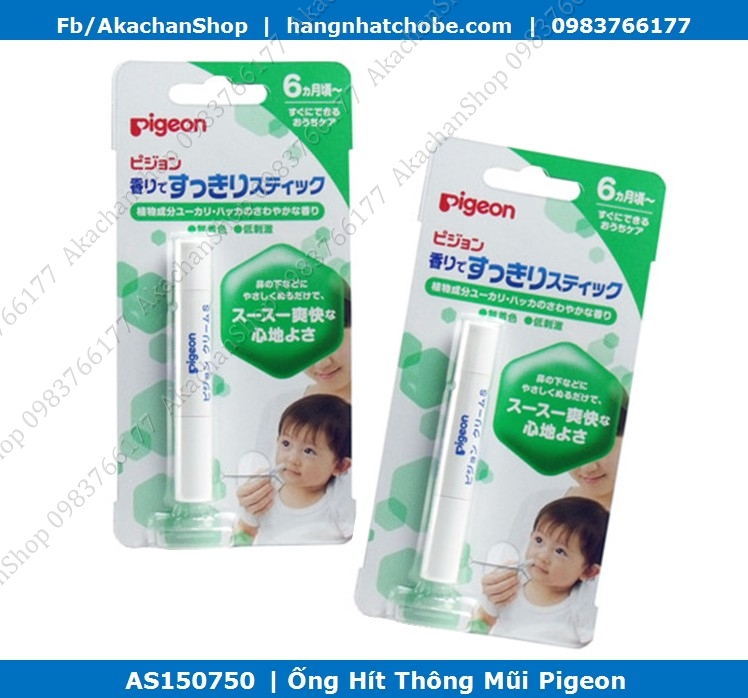 Fb/AkachanShop | hangnhatchobe.com | 0983766177
6ヵ月頃~
すぐにできる
おうちケア
Pigeon
ピジョン
香りですっきりスティック
植物成分ユーカリ・ハッカのさわやかな香り
●無着色 ●低刺激
鼻の下などに
やさしくぬるだけで、
スースー爽快な
心地よさ
Pigeon
ピジョン クリームS
6ヵ月頃~
すぐにできる
おうちケア
Pigeon
ピジョン
香りですっきりスティック
植物成分ユーカリ・ハッカのさわやかな香り
●無着色 ●低刺激
鼻の下などに
やさしくぬるだけで、
スースー爽快な
心地よさ
Pigeon
ピジョン クリームS
AkachanShop 0983766177 AkachanShop 0983766177
AkachanShop 0983766177 AkachanShop 0983766177
AS150750 | Ống Hít Thông Mũi Pigeon